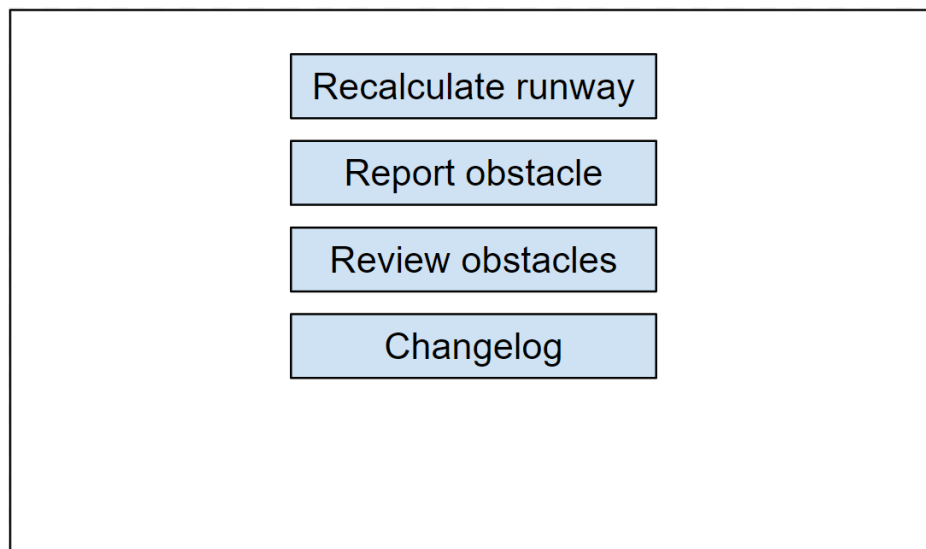 Recalculate runway
Report obstacle
Review obstacles
Changelog